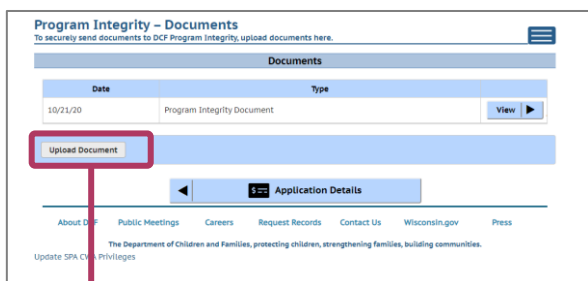 Program Integrity – Documents
To securely send documents to DCF Program Integrity, upload documents here.
Documents
Date Type
10/21/20 Program Integrity Document View
Upload Document
Application Details
About Public Meetings Careers Request Records Contact Us Wisconsin.gov Press
The Department of Children and Families, protecting children, strengthening families, building communities.
Update SPA Privileges